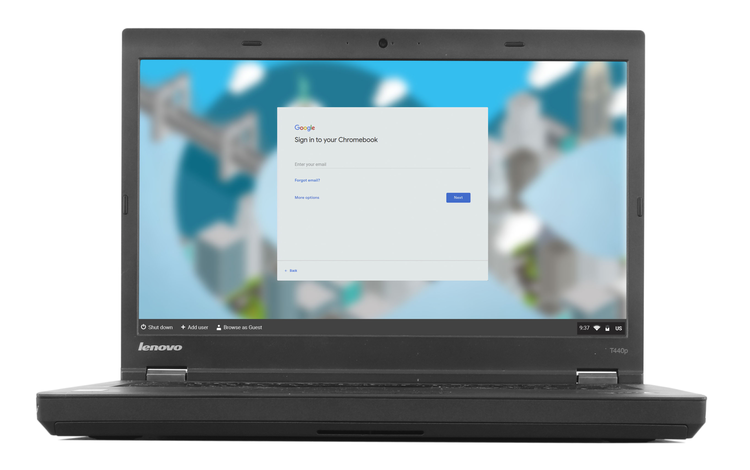 Google
Sign in to your Chromebook
Enter your email
Forgot email?
More options
Next
Back
Shut down
Add user
Browse as Guest
9:37
US
lenovo
T440p